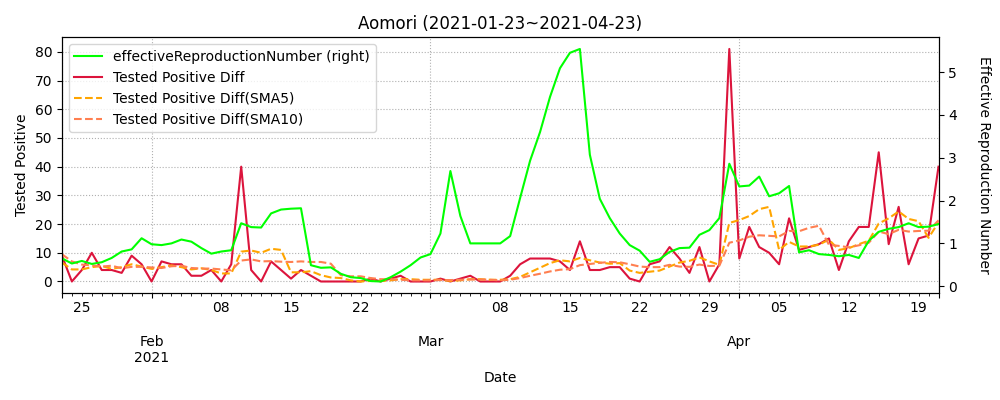 Aomori (2021-01-23~2021-04-23)
effectiveReproductionNumber (right)
Tested Positive Diff
Tested Positive Diff(SMA5)
Tested Positive Diff(SMA10)
Tested Positive
80
70
60
50
40
30
20
10
0
5
4
3
2
1
0
Effective Reproduction Number
25 08 15 22 08 15 22 29 05 12 19
Feb Mar Apr
2021
Date